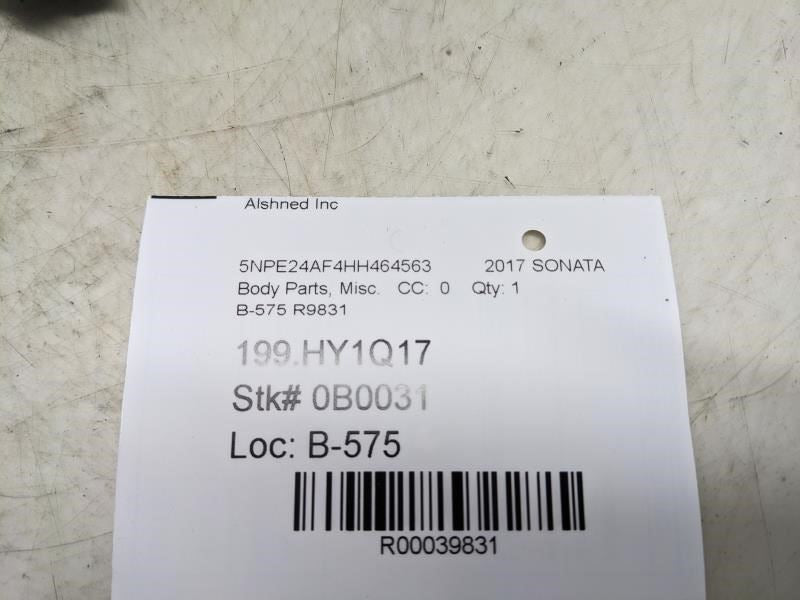 Alshned Inc
5NPE24AF4HH464563 2017 SONATA
Body Parts, Misc. CC: 0 Qty: 1
B-575 R9831
199.HY1Q17
Stk# 0B0031
Loc: B-575
R00039831